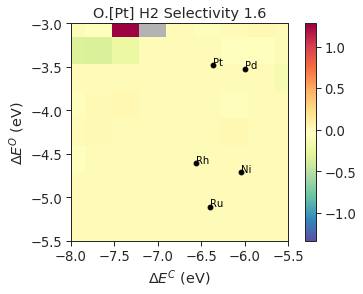 O.[Pt] H2 Selectivity 1.6
−3.0
−3.5
−4.0
−4.5
−5.0
−5.5
ΔE^O (eV)
Pt
Pd
Rh
Ni
Ru
−8.0 −7.5 −7.0 −6.5 −6.0 −5.5
ΔE^C (eV)
1.0
0.5
0.0
−0.5
−1.0